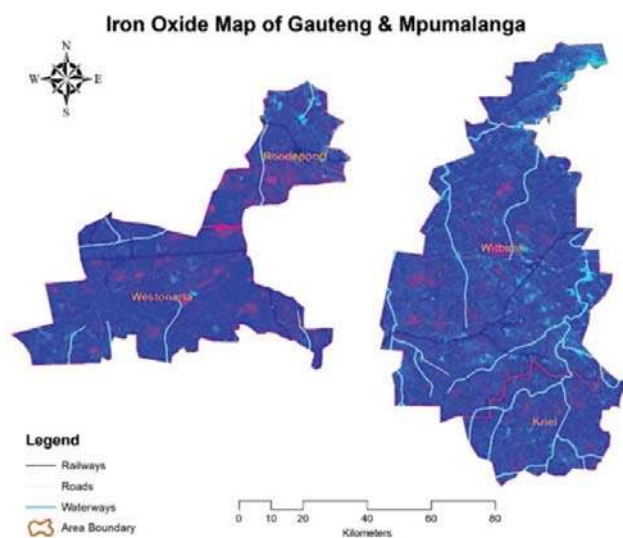 Iron Oxide Map of Gauteng & Mpumalanga
N
W E
S
Roodepond
Witbank
Westonaria
Kriel
Legend
Railways
Roads
Waterways
Area Boundary
0 10 20 40 60 80
Kilometers